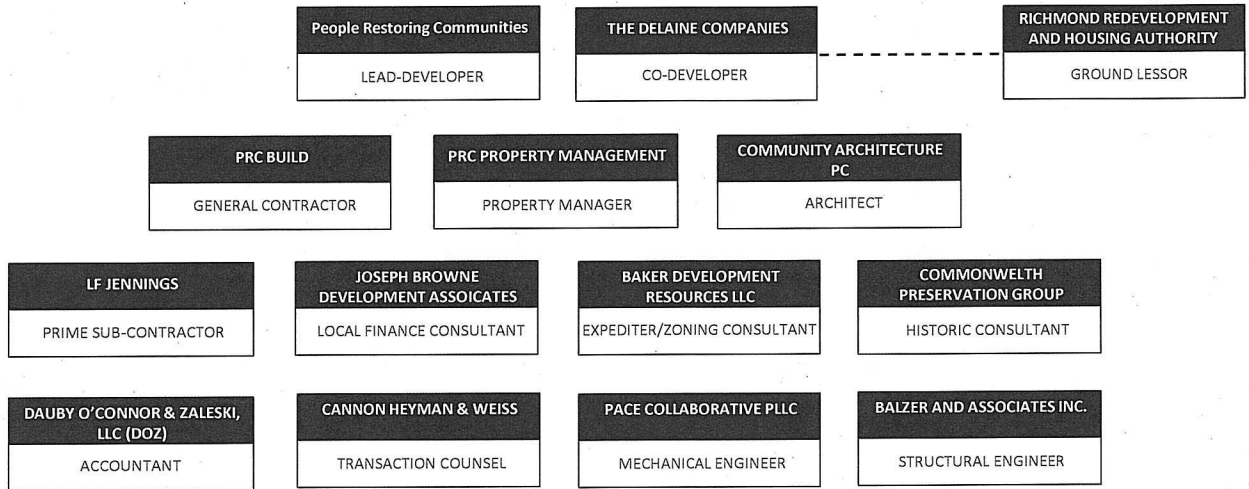 People Restoring Communities
LEAD-DEVELOPER
THE DELAINE COMPANIES
CO-DEVELOPER
RICHMOND REDEVELOPMENT
AND HOUSING AUTHORITY
GROUND LESSOR
PRC BUILD
GENERAL CONTRACTOR
PRC PROPERTY MANAGEMENT
PROPERTY MANAGER
COMMUNITY ARCHITECTURE
PC
ARCHITECT
LF JENNINGS
PRIME SUB-CONTRACTOR
JOSEPH BROWNE
DEVELOPMENT ASSOICATES
LOCAL FINANCE CONSULTANT
BAKER DEVELOPMENT
RESOURCES LLC
EXPEDITER/ZONING CONSULTANT
COMMONWELTH
PRESERVATION GROUP
HISTORIC CONSULTANT
DAUBY O'CONNOR & ZALESKI,
LLC (DOZ)
ACCOUNTANT
CANNON HEYMAN & WEISS
TRANSACTION COUNSEL
PACE COLLABORATIVE PLLC
MECHANICAL ENGINEER
BALZER AND ASSOCIATES INC.
STRUCTURAL ENGINEER